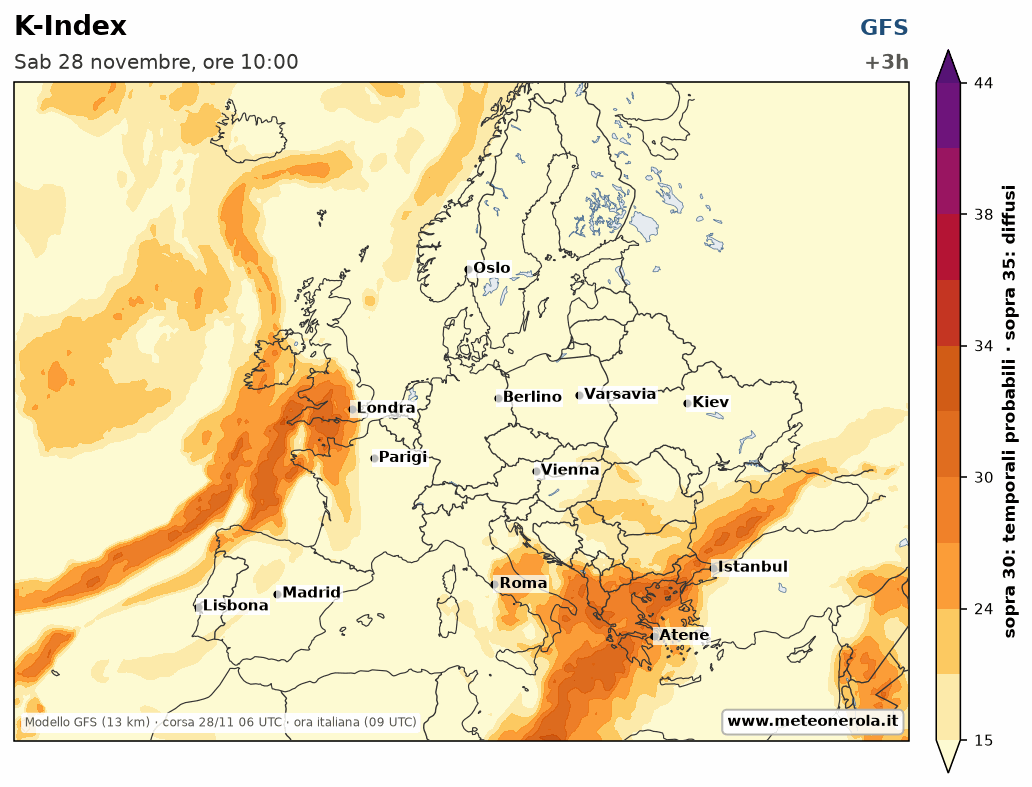 K-Index
GFS
Sab 28 novembre, ore 10:00
+3h
44
38
34
30
24
15
sopra 30: temporali probabili · sopra 35: diffusi
Oslo
Berlino
Varsavia
Kiev
Londra
Parigi
Vienna
Istanbul
Roma
Madrid
Lisbona
Atene
Modello GFS (13 km) · corsa 28/11 06 UTC · ora italiana (09 UTC)
www.meteonerola.it